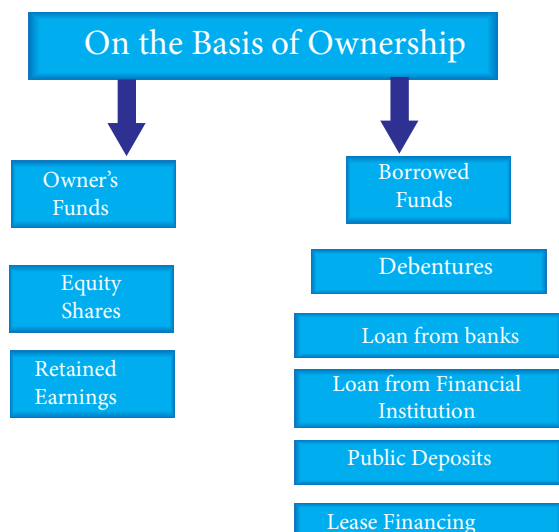 On the Basis of Ownership
Owner’s
Funds
Equity
Shares
Retained
Earnings
Borrowed
Funds
Debentures
Loan from banks
Loan from Financial
Institution
Public Deposits
Lease Financing